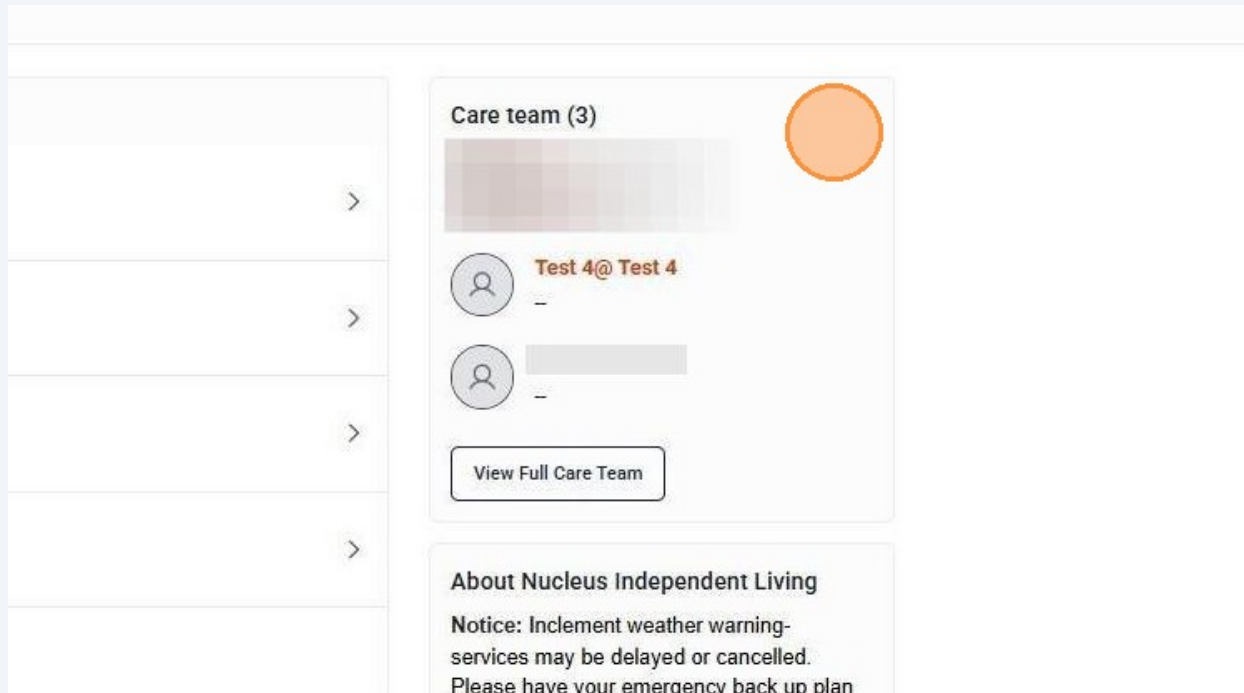 Care team (3)
Test 4@ Test 4
--
--
View Full Care Team
About Nucleus Independent Living
Notice: Inclement weather warning-
services may be delayed or cancelled.
Please have your emergency back up plan